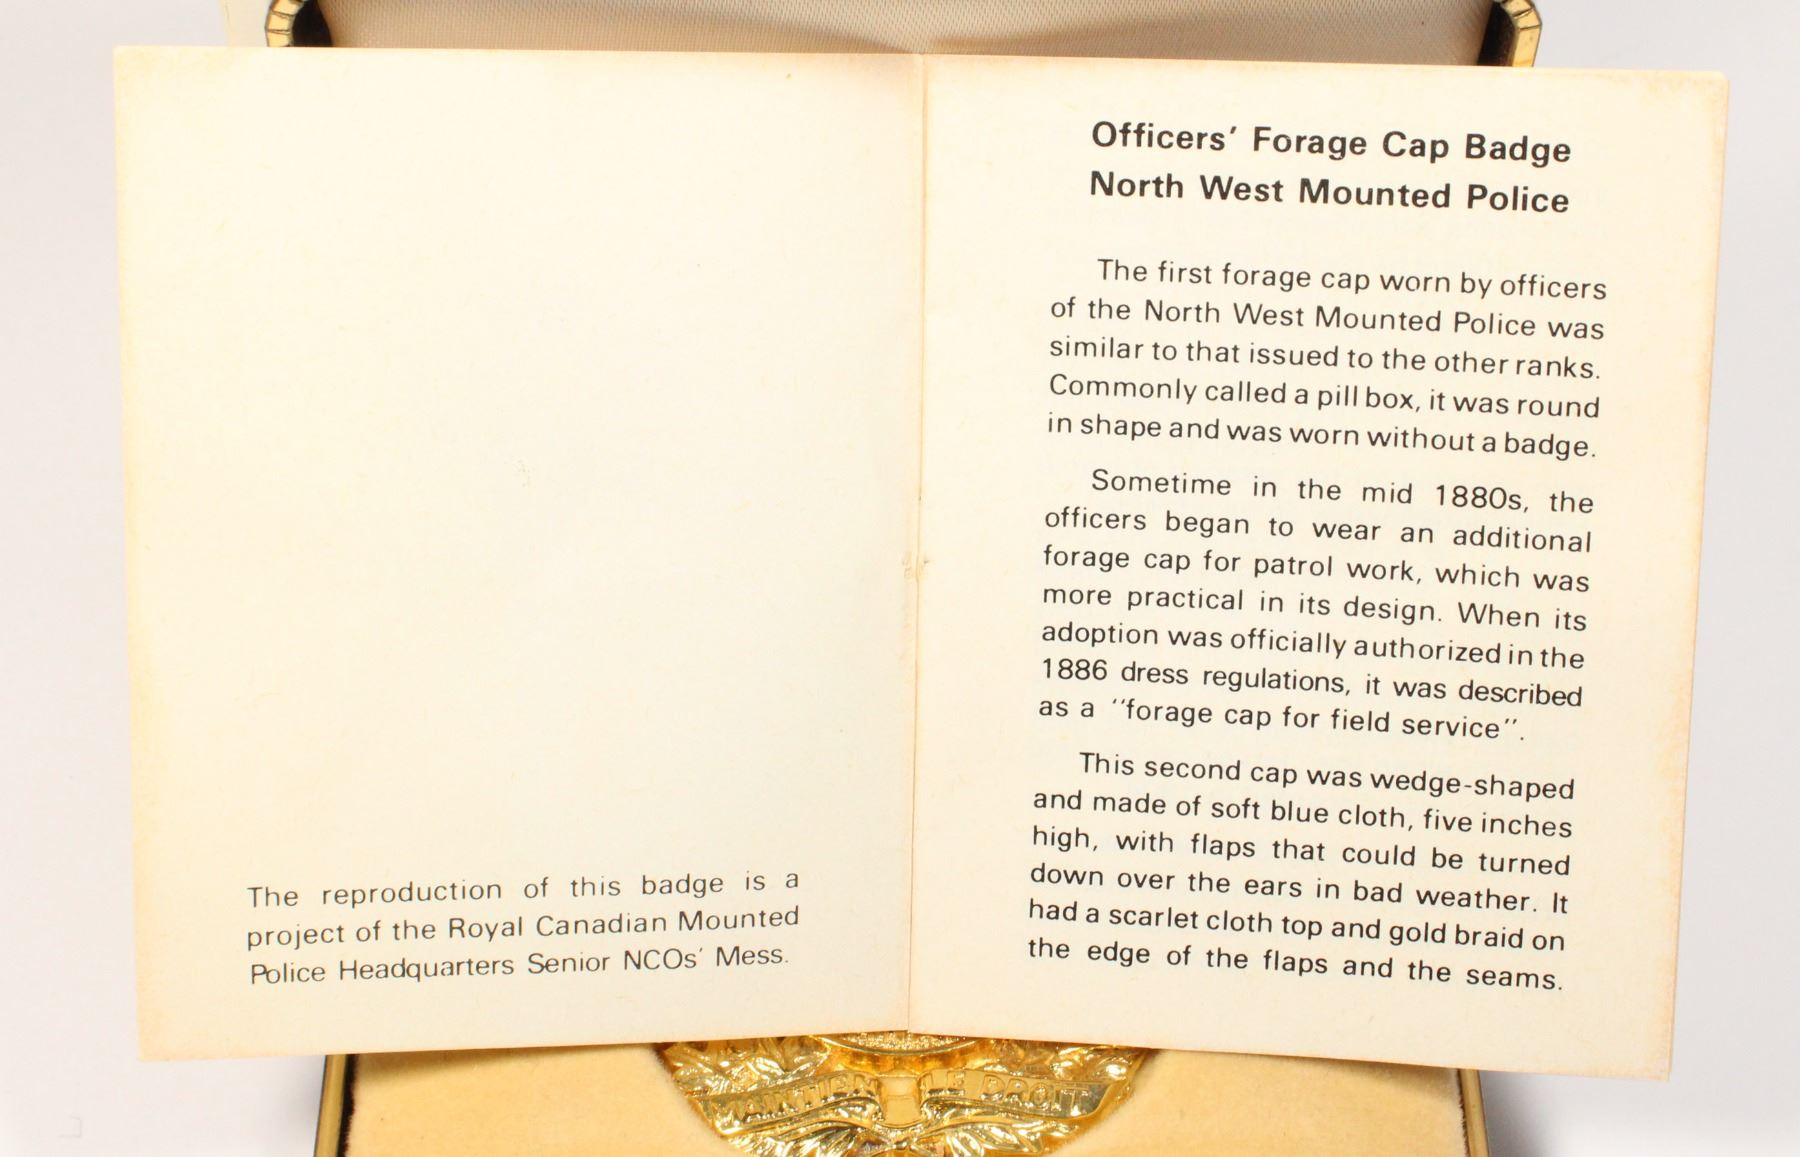 The reproduction of this badge is a
project of the Royal Canadian Mounted
Police Headquarters Senior NCOs' Mess.
Officers' Forage Cap Badge
North West Mounted Police
The first forage cap worn by officers
of the North West Mounted Police was
similar to that issued to the other ranks.
Commonly called a pill box, it was round
in shape and was worn without a badge.
Sometime in the mid 1880s, the
officers began to wear an additional
forage cap for patrol work, which was
more practical in its design. When its
adoption was officially authorized in the
1886 dress regulations, it was described
as a "forage cap for field service".
This second cap was wedge-shaped
and made of soft blue cloth, five inches
high, with flaps that could be turned
down over the ears in bad weather. It
had a scarlet cloth top and gold braid on
the edge of the flaps and the seams.
MAINTIEN LE DROIT